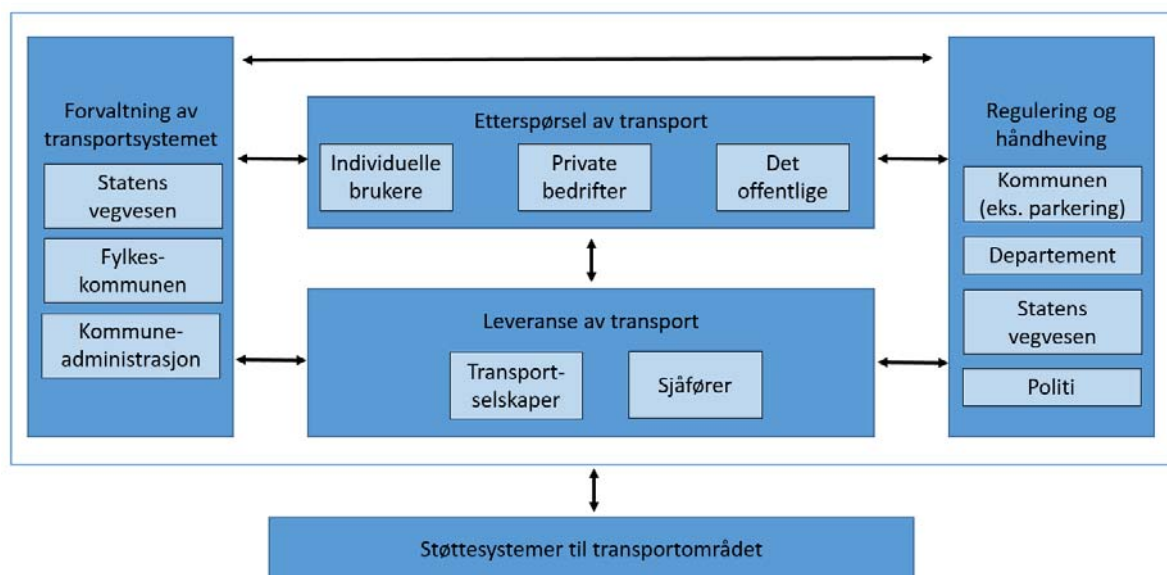 Forvaltning av
transportsystemet
Statens
vegvesen
Fylkes-
kommunen
Kommune-
administrasjon
Etterspørsel av transport
Individuelle
brukere
Private
bedrifter
Det
offentlige
Leveranse av transport
Transport-
selskaper
Sjåfører
Regulering og
håndheving
Kommunen
(eks. parkering)
Departement
Statens
vegvesen
Politi
Støttesystemer til transportområdet